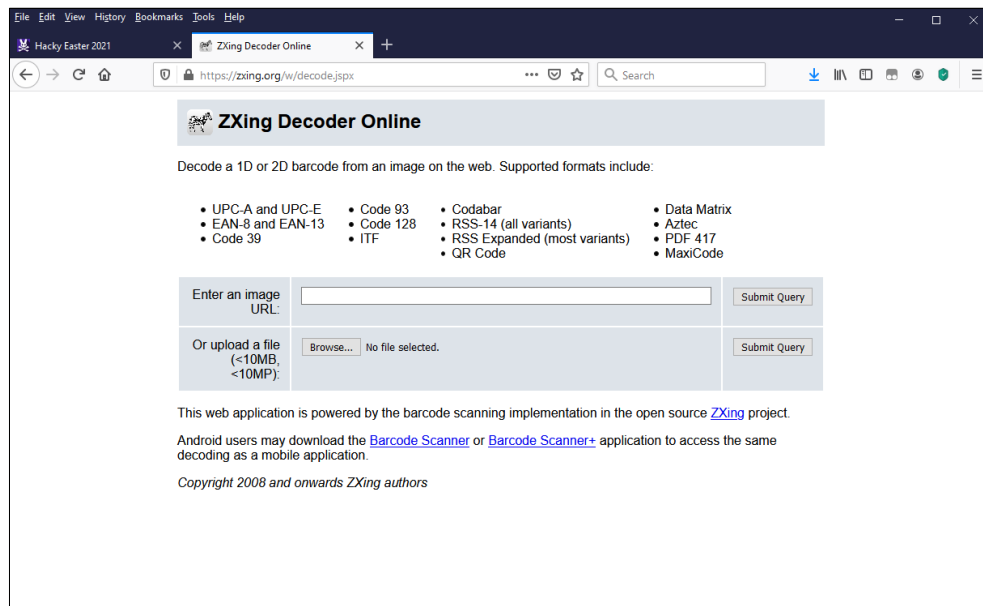 File Edit View History Bookmarks Tools Help
Hacky Easter 2021
ZXing Decoder Online
https://zxing.org/w/decode.jspx
Search
ZXing Decoder Online
Decode a 1D or 2D barcode from an image on the web. Supported formats include:
• UPC-A and UPC-E • Code 93 • Codabar • Data Matrix
• EAN-8 and EAN-13 • Code 128 • RSS-14 (all variants) • Aztec
• Code 39 • ITF • RSS Expanded (most variants) • PDF 417
• QR Code • MaxiCode
Enter an image
URL:
Submit Query
Or upload a file
(<10MB,
<10MP):
Browse... No file selected.
Submit Query
This web application is powered by the barcode scanning implementation in the open source ZXing project.
Android users may download the Barcode Scanner or Barcode Scanner+ application to access the same
decoding as a mobile application.
Copyright 2008 and onwards ZXing authors